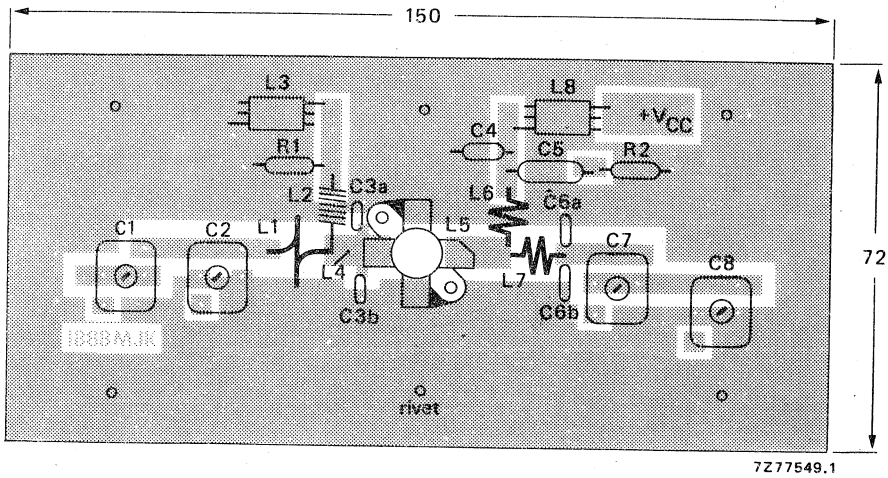 150
L3
L8
+VCC
C4
R1
C5
R2
L2
C3a
L6
C6a
C1
C2
L1
L5
C7
72
L4
L7
C8
C3b
C6b
rivet
7Z77549.1